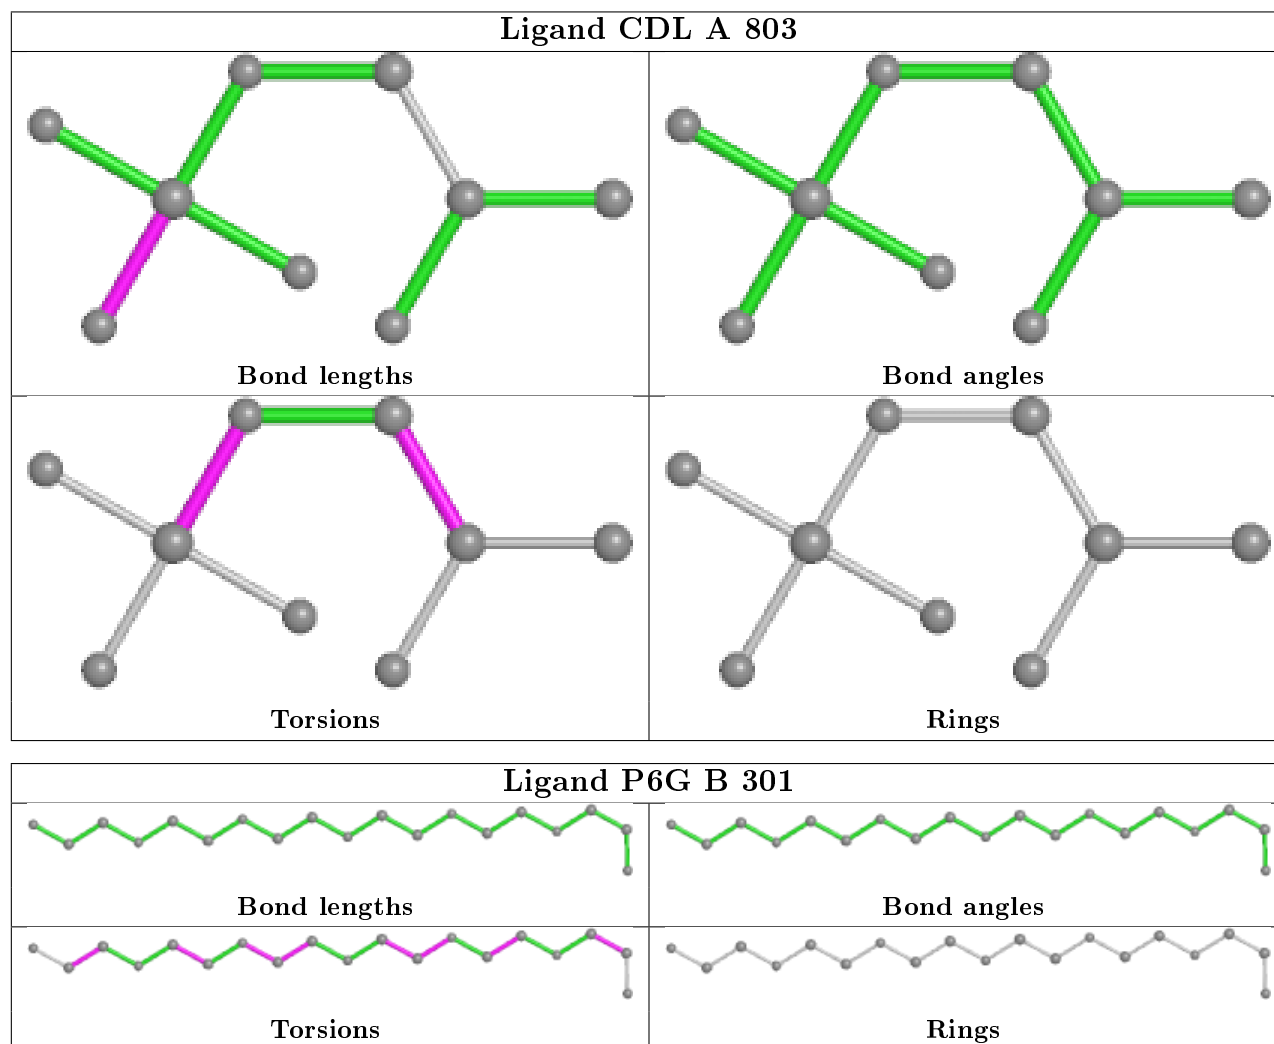 Ligand CDL A 803
Bond lengths
Bond angles
Torsions
Rings
Ligand P6G B 301
Bond lengths
Bond angles
Torsions
Rings